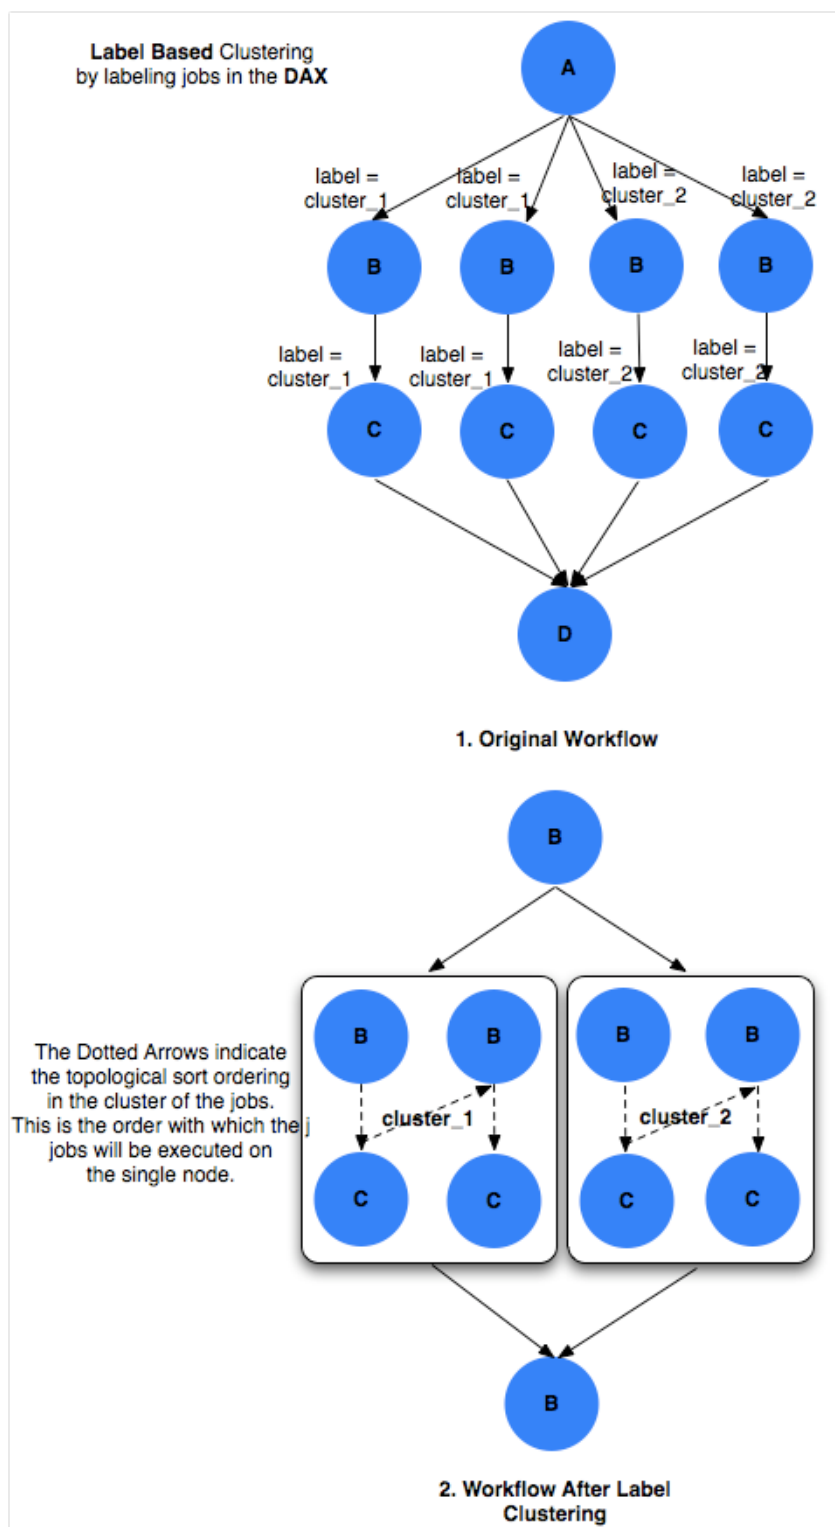 Label Based Clustering
by labeling jobs in the DAX
A
label =
cluster_1
label =
cluster_1
label =
cluster_2
label =
cluster_2
B
B
B
B
label =
cluster_1
label =
cluster_1
label =
cluster_2
label =
cluster_2
C
C
C
C
D
1. Original Workflow
B
B
B
B
B
The Dotted Arrows indicate
the topological sort ordering
in the cluster of the jobs.
This is the order with which the j
jobs will be executed on
the single node.
cluster_1
cluster_2
C
C
C
C
B
2. Workflow After Label
Clustering